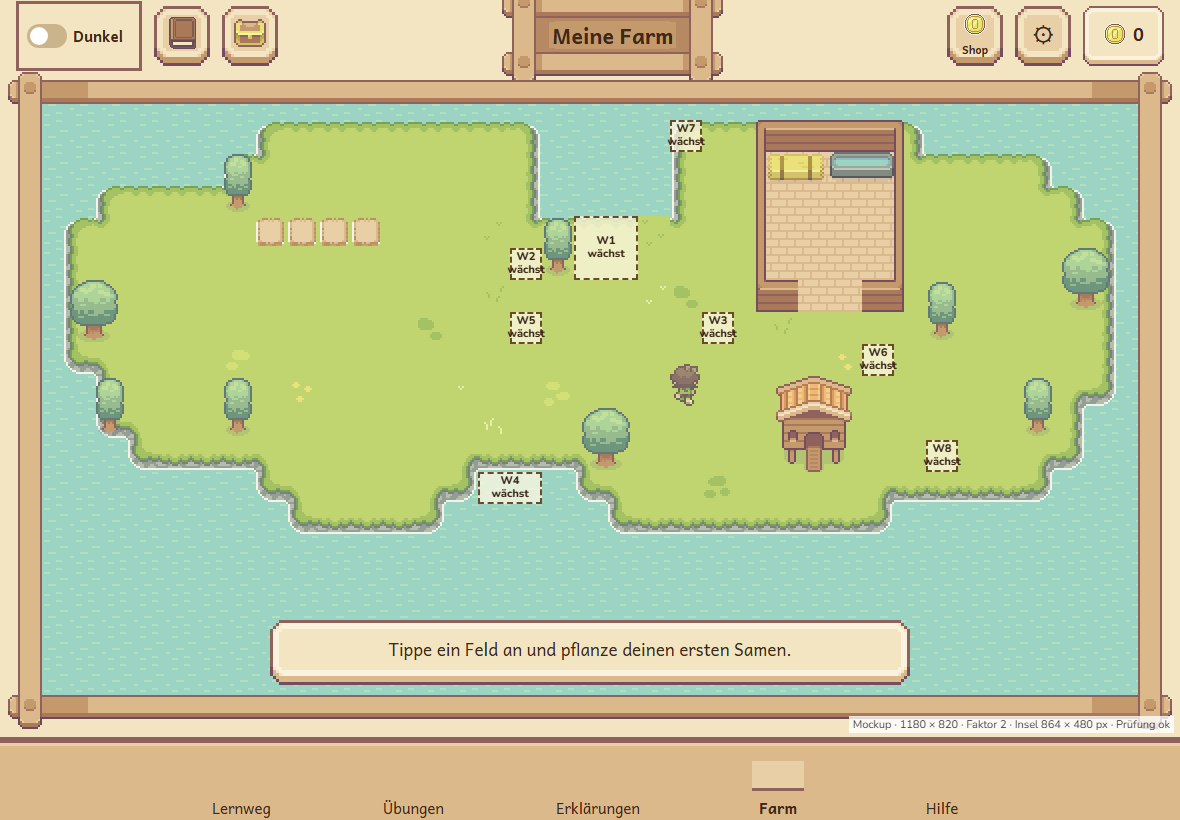 Dunkel
Meine Farm
Shop
0
W7
wächst
W1
wächst
W2
wächst
W5
wächst
W3
wächst
W6
wächst
W8
wächst
W4
wächst
Tippe ein Feld an und pflanze deinen ersten Samen.
Mockup · 1180 × 820 · Faktor 2 · Insel 864 × 480 px · Prüfung ok
Lernweg Übungen Erklärungen Farm Hilfe